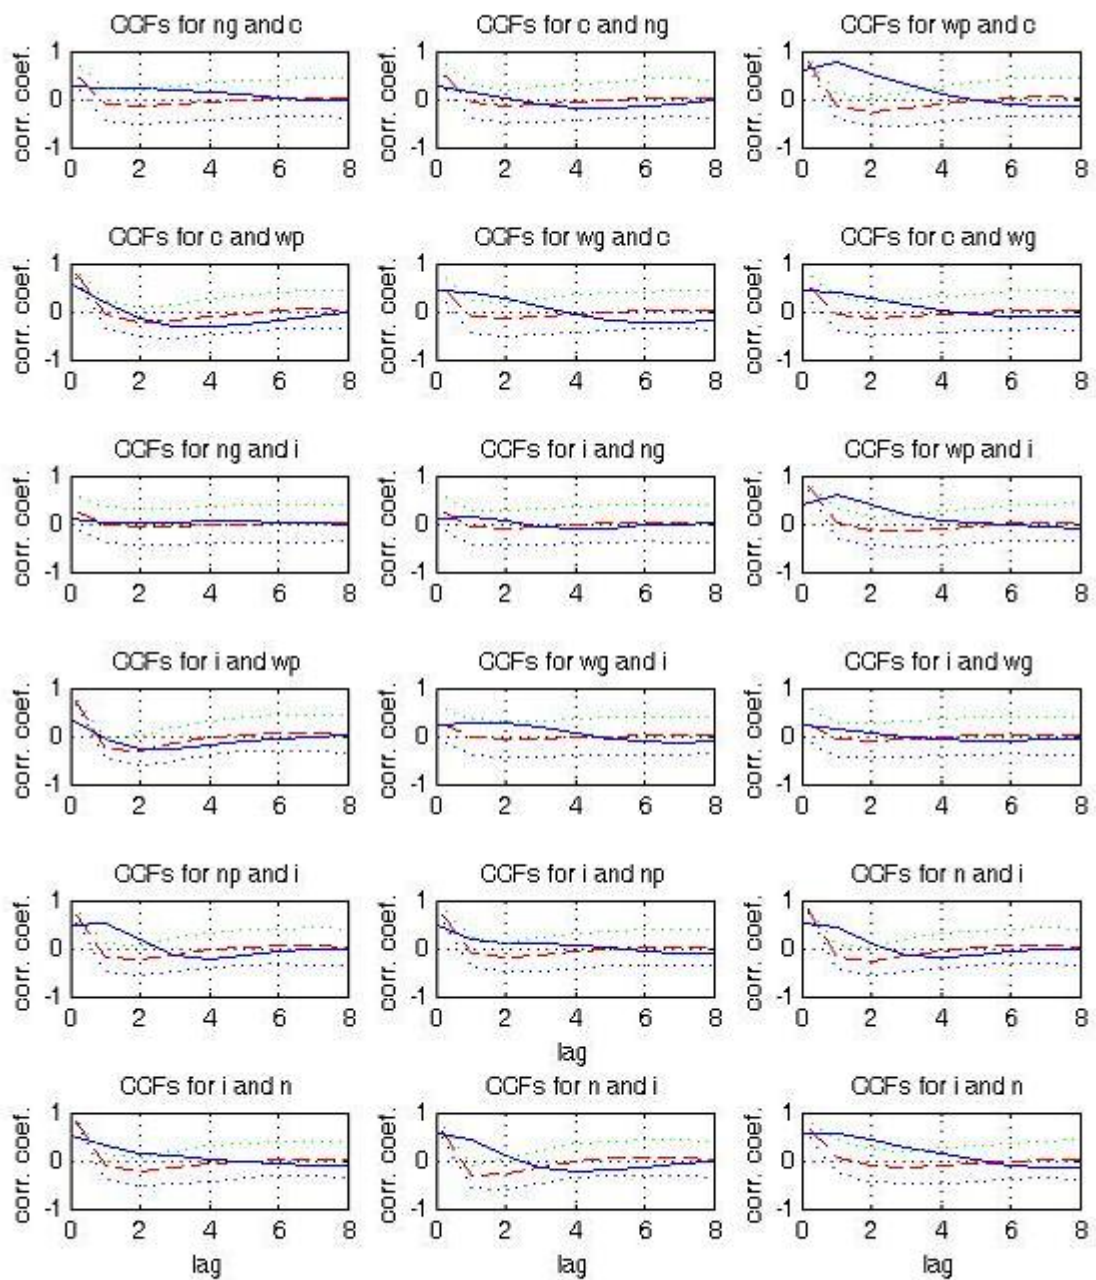 CCFs for ng and c CCFs for c and ng CCFs for wp and c
corr. coef. 1 0 -1 corr. coef. 1 0 -1 corr. coef. 1 0 -1
0 2 4 6 8 0 2 4 6 8 0 2 4 6 8
CCFs for c and wp CCFs for wg and c CCFs for c and wg
corr. coef. 1 0 -1 corr. coef. 1 0 -1 corr. coef. 1 0 -1
0 2 4 6 8 0 2 4 6 8 0 2 4 6 8
CCFs for ng and i CCFs for i and ng CCFs for wp and i
corr. coef. 1 0 -1 corr. coef. 1 0 -1 corr. coef. 1 0 -1
0 2 4 6 8 0 2 4 6 8 0 2 4 6 8
CCFs for i and wp CCFs for wg and i CCFs for i and wg
corr. coef. 1 0 -1 corr. coef. 1 0 -1 corr. coef. 1 0 -1
0 2 4 6 8 0 2 4 6 8 0 2 4 6 8
CCFs for np and i CCFs for i and np CCFs for n and i
corr. coef. 1 0 -1 corr. coef. 1 0 -1 corr. coef. 1 0 -1
0 2 4 6 8 0 2 4 6 8 0 2 4 6 8
lag
CCFs for i and n CCFs for n and i CCFs for i and n
corr. coef. 1 0 -1 corr. coef. 1 0 -1 corr. coef. 1 0 -1
0 2 4 6 8 0 2 4 6 8 0 2 4 6 8
lag lag lag